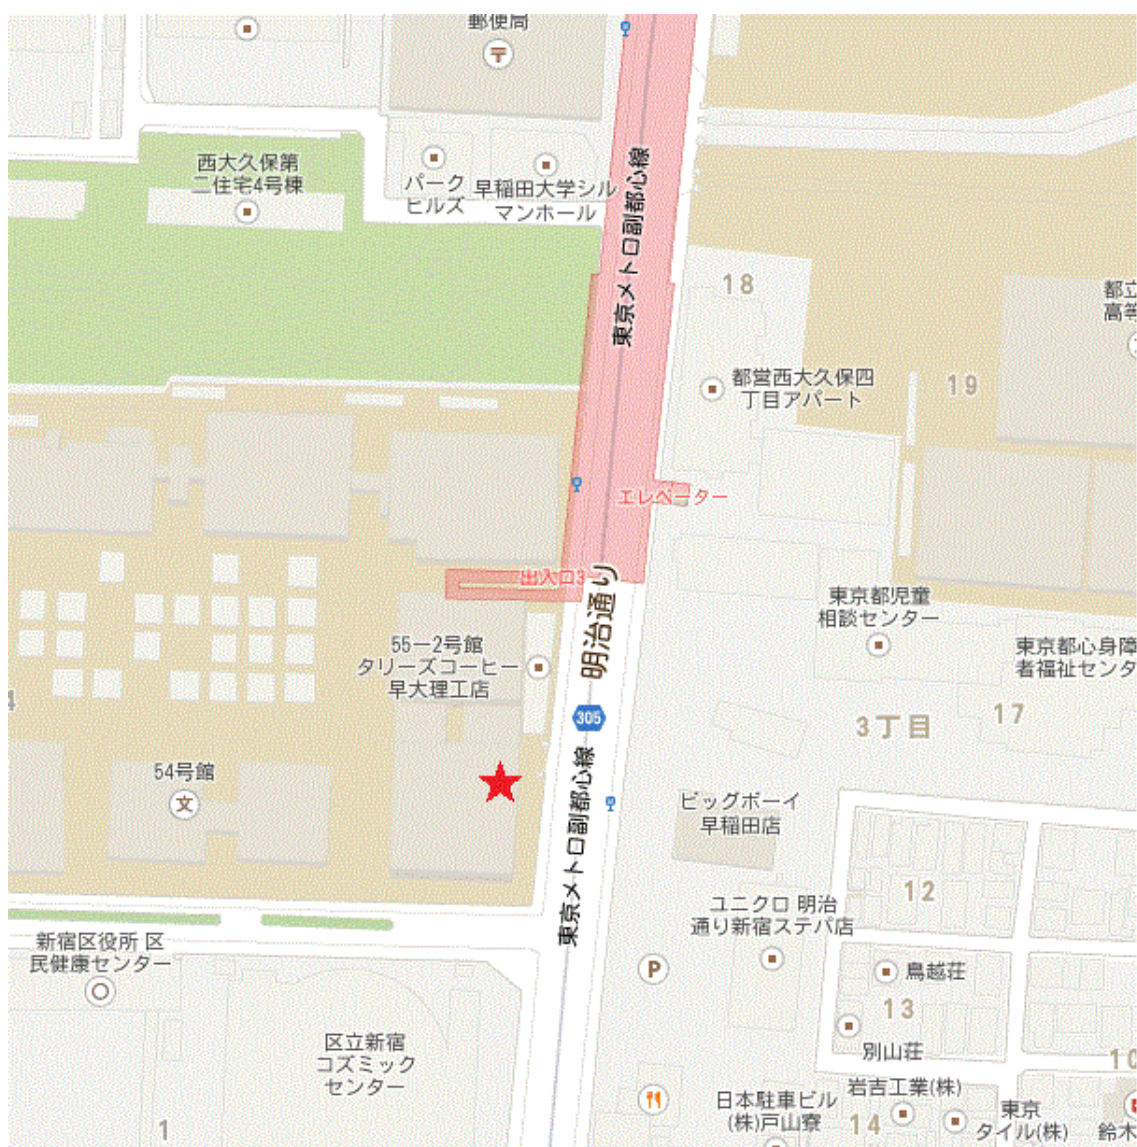 郵便局
西大久保第
二住宅4号棟
パーク
ヒルズ
早稲田大学シル
マンホール
東京メトロ副都心線
18
都営西大久保四
丁目アパート
19
エレベーター
出入口3
明治通り
東京都児童
相談センター
55-2号館
タリーズコーヒー
早大理工店
東京都心身障
者福祉センタ
17
3丁目
305
54号館
文
東京メトロ副都心線
ビッグボーイ
早稲田店
12
ユニクロ 明治
通り新宿ステパ店
新宿区役所 区
民健康センター
P
鳥越荘
13
別山荘
区立新宿
コズミック
センター
10
岩吉工業(株)
日本駐車ビル
(株)戸山寮
14
東京
タイル(株)
鈴木
1